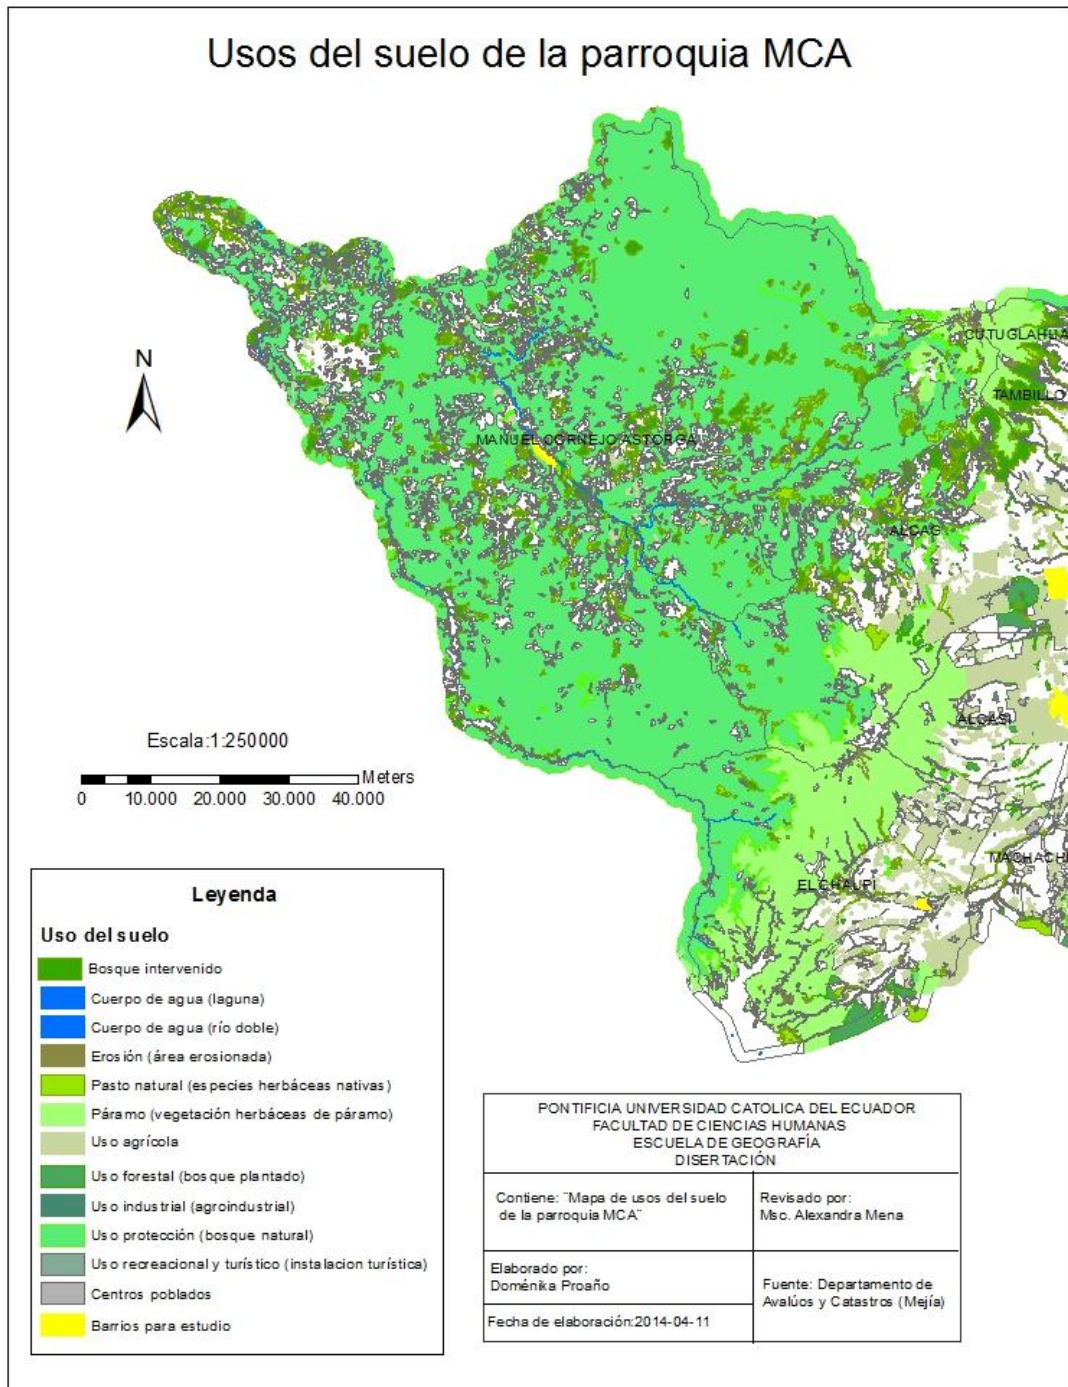 Usos del suelo de la parroquia MCA
CUTUGLAHUA
TAMBILLO
N
MANUEL CORNEJO ASTORGA
ALOAG
ALOASI
Escala:1:250000
Meters
0 10.000 20.000 30.000 40.000
MACHACHI
EL CHAUPI
Leyenda
Uso del suelo
Bosque intervenido
Cuerpo de agua (laguna)
Cuerpo de agua (río doble)
Erosión (área erosionada)
Pasto natural (especies herbáceas nativas)
Páramo (vegetación herbáceas de páramo)
Uso agrícola
Uso forestal (bosque plantado)
Uso industrial (agroindustrial)
Uso protección (bosque natural)
Uso recreacional y turístico (instalacion turística)
Centros poblados
Barrios para estudio
PONTIFICIA UNIVERSIDAD CATOLICA DEL ECUADOR
FACULTAD DE CIENCIAS HUMANAS
ESCUELA DE GEOGRAFÍA
DISERTACIÓN
Contiene: ¨Mapa de usos del suelo
de la parroquia MCA¨
Revisado por:
Msc. Alexandra Mena
Elaborado por:
Doménika Proaño
Fuente: Departamento de
Avalúos y Catastros (Mejía)
Fecha de elaboración:2014-04-11